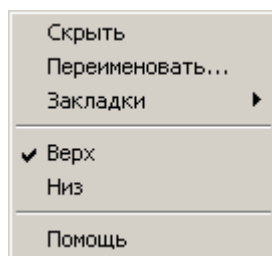 Скрыть
Переименовать...
Закладки
Верх
Низ
Помощь